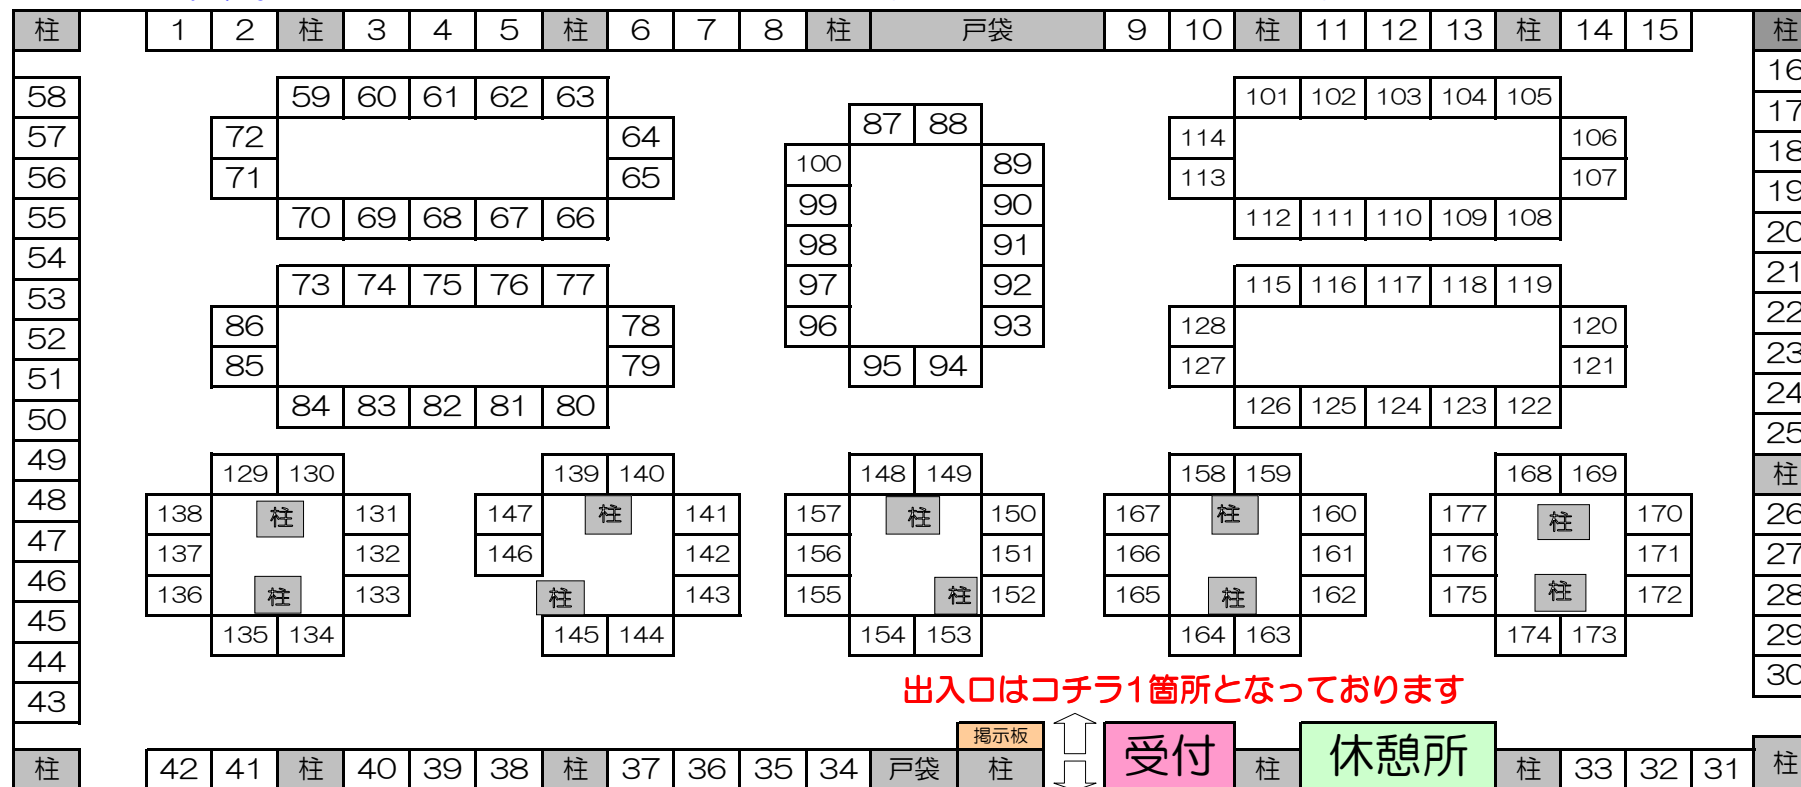 柱 1 2 柱 3 4 5 柱 6 7 8 柱 戸袋 9 10 柱 11 12 13 柱 14 15 柱
16
58 59 60 61 62 63 101 102 103 104 105
17
87 88
57 72 64 114 106
18
100 89
56 71 65 113 107
19
99 90
55 70 69 68 67 66 112 111 110 109 108
20
98 91
54
21
53 73 74 75 76 77 97 92 115 116 117 118 119
22
52 86 78 96 93 128 120
23
51 85 79 95 94 127 121
24
50 84 83 82 81 80 126 125 124 123 122
25
49 129 130 139 140 148 149 158 159 168 169 柱
48 138 柱 131 147 柱 141 157 柱 150 167 柱 160 177 柱 170 26
47 137 132 146 142 156 151 166 161 176 171 27
46 136 柱 133 柱 143 155 柱 152 165 柱 162 175 柱 172 28
45 135 134 145 144 154 153 164 163 174 173 29
44
30
43 出入口はコチラ1箇所となっております
掲示板
柱 42 41 柱 40 39 38 柱 37 36 35 34 戸袋 柱 受付 柱 休憩所 柱 33 32 31 柱